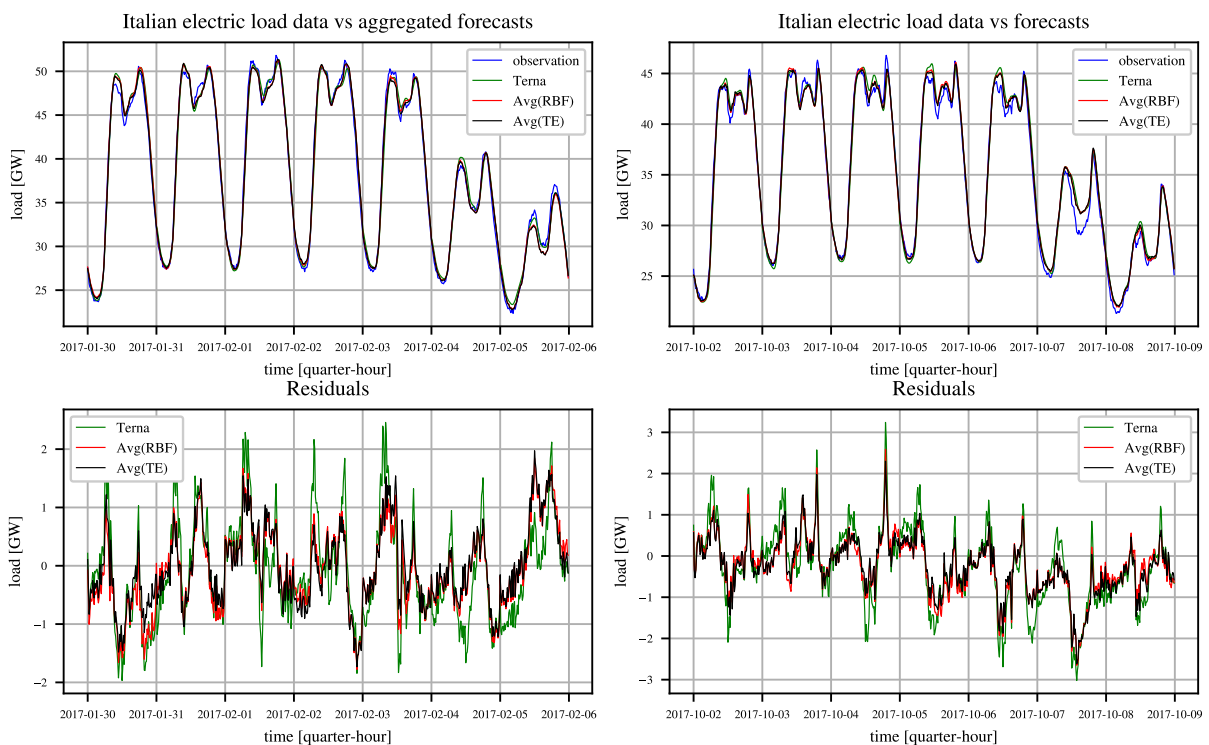 Italian electric load data vs aggregated forecasts
50
45
40
35
30
25
load [GW]
observation
Terna
Avg(RBF)
Avg(TE)
2017-01-30 2017-01-31 2017-02-01 2017-02-02 2017-02-03 2017-02-04 2017-02-05 2017-02-06
time [quarter-hour]
Italian electric load data vs forecasts
45
40
35
30
25
load [GW]
observation
Terna
Avg(RBF)
Avg(TE)
2017-10-02 2017-10-03 2017-10-04 2017-10-05 2017-10-06 2017-10-07 2017-10-08 2017-10-09
time [quarter-hour]
Residuals
2
1
0
−1
−2
load [GW]
Terna
Avg(RBF)
Avg(TE)
2017-01-30 2017-01-31 2017-02-01 2017-02-02 2017-02-03 2017-02-04 2017-02-05 2017-02-06
time [quarter-hour]
Residuals
3
2
1
0
−1
−2
−3
load [GW]
Terna
Avg(RBF)
Avg(TE)
2017-10-02 2017-10-03 2017-10-04 2017-10-05 2017-10-06 2017-10-07 2017-10-08 2017-10-09
time [quarter-hour]